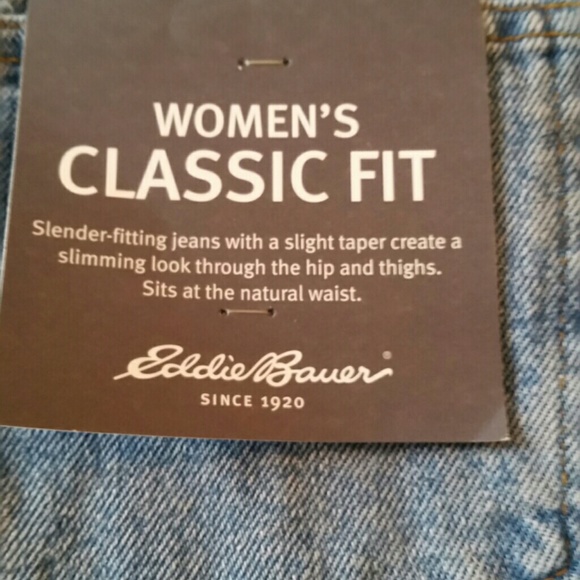 WOMEN'S
CLASSIC FIT
Slender-fitting jeans with a slight taper create a
slimming look through the hip and thighs.
Sits at the natural waist.
Eddie Bauer®
SINCE 1920